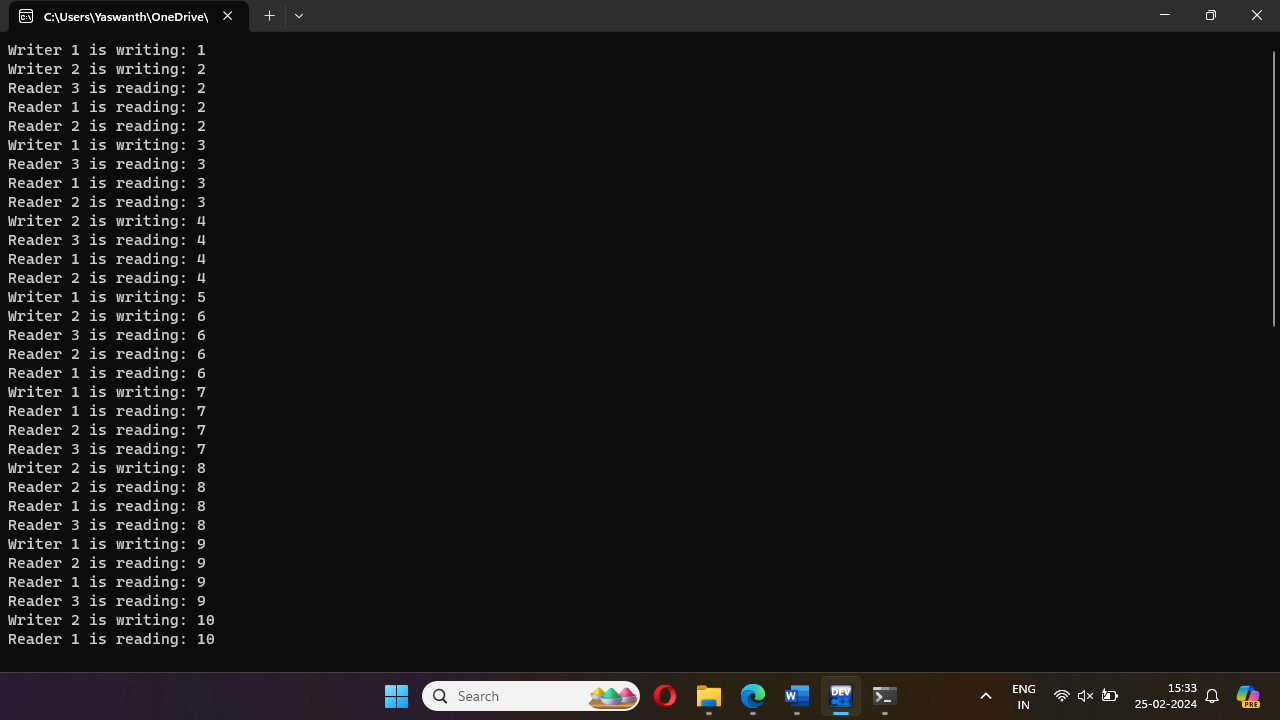 C:\Users\Yaswanth\OneDrive\
Writer 1 is writing: 1
Writer 2 is writing: 2
Reader 3 is reading: 2
Reader 1 is reading: 2
Reader 2 is reading: 2
Writer 1 is writing: 3
Reader 3 is reading: 3
Reader 1 is reading: 3
Reader 2 is reading: 3
Writer 2 is writing: 4
Reader 3 is reading: 4
Reader 1 is reading: 4
Reader 2 is reading: 4
Writer 1 is writing: 5
Writer 2 is writing: 6
Reader 3 is reading: 6
Reader 2 is reading: 6
Reader 1 is reading: 6
Writer 1 is writing: 7
Reader 1 is reading: 7
Reader 2 is reading: 7
Reader 3 is reading: 7
Writer 2 is writing: 8
Reader 2 is reading: 8
Reader 1 is reading: 8
Reader 3 is reading: 8
Writer 1 is writing: 9
Reader 2 is reading: 9
Reader 1 is reading: 9
Reader 3 is reading: 9
Writer 2 is writing: 10
Reader 1 is reading: 10
Search
W
DEV
C++
ENG
IN
15:33
25-02-2024
PRE